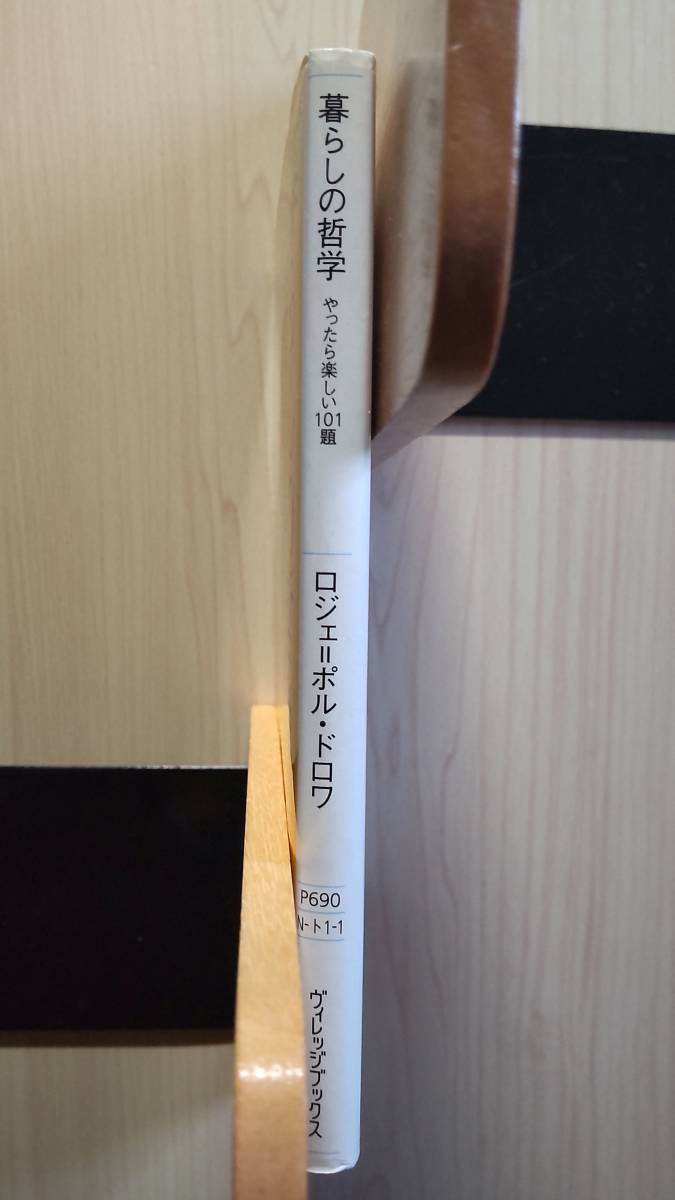 暮らしの哲学
やったら楽しい101題
ロジェ=ポル・ドロワ
P690
N-ト1-1
ヴィレッジブックス